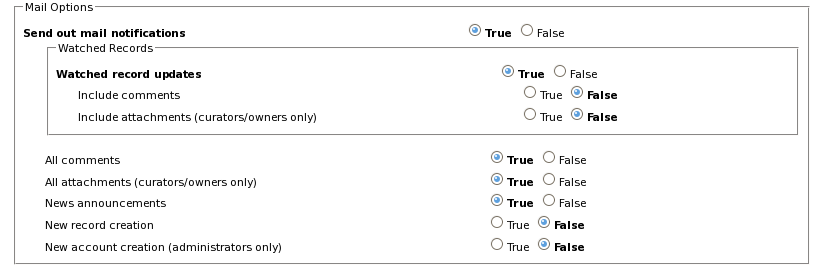 Mail Options
Send out mail notifications True False
Watched Records
Watched record updates True False
Include comments True False
Include attachments (curators/owners only) True False
All comments True False
All attachments (curators/owners only) True False
News announcements True False
New record creation True False
New account creation (administrators only) True False